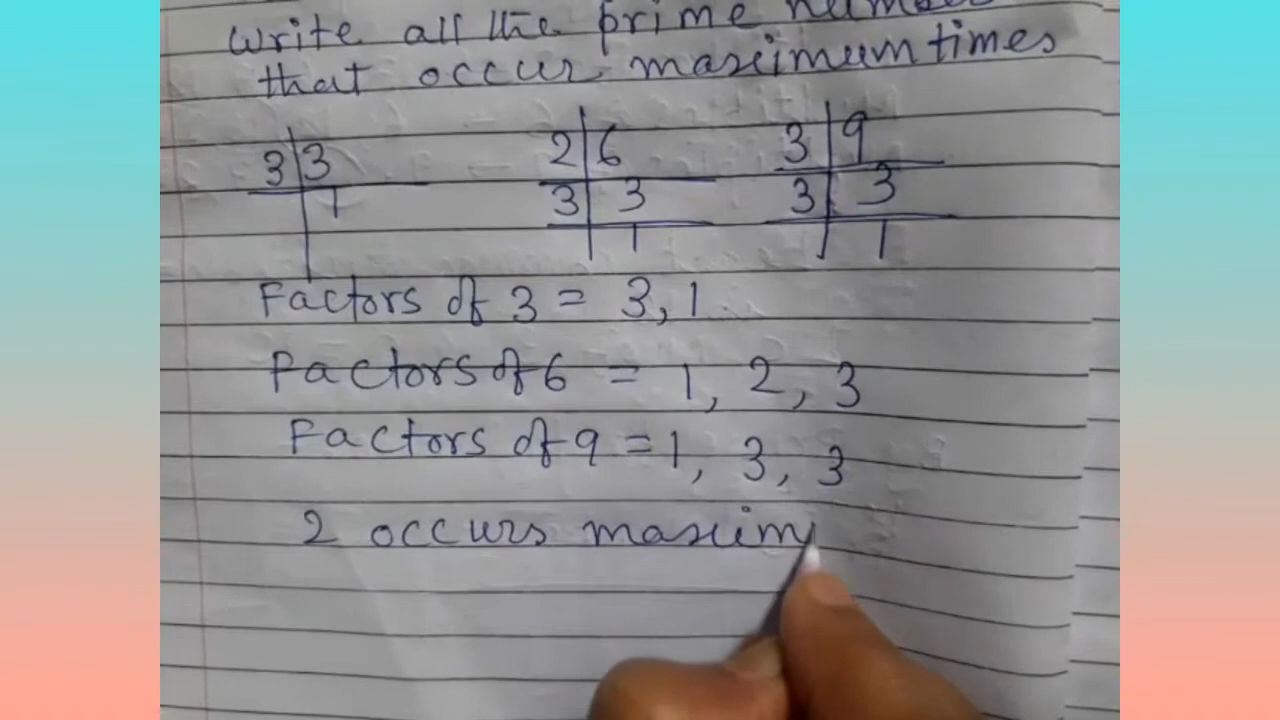 Write all the prime number
that occur maximum times
3 3 2 6 3 9
1 3 3 3 3
1 1
Factors of 3 = 3, 1
Factors of 6 = 1, 2, 3
Factors of 9 = 1, 3, 3
2 occurs maxim